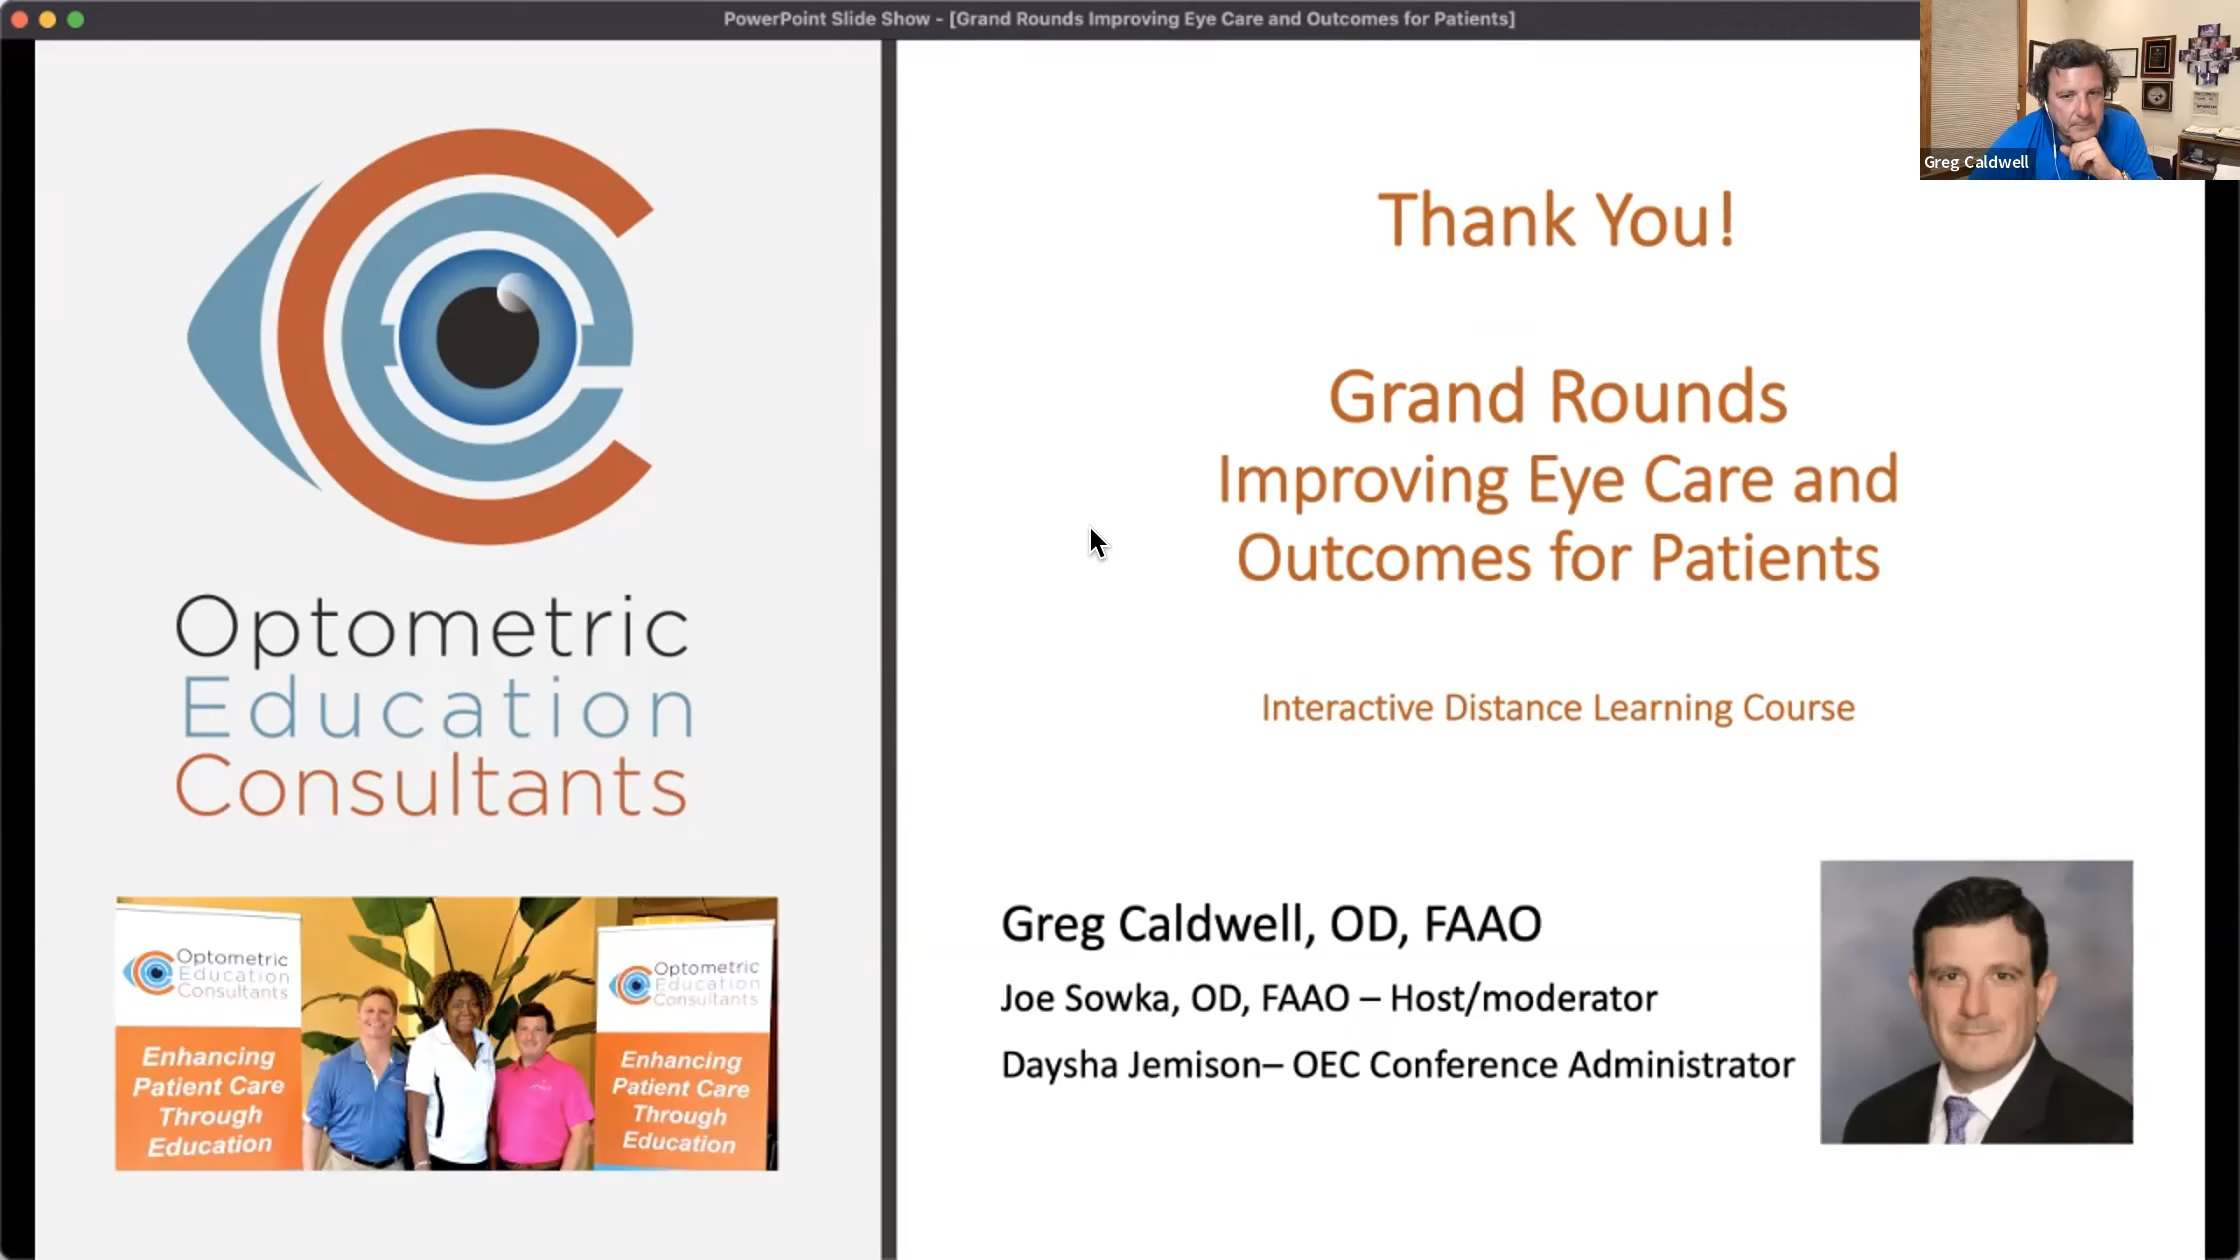 PowerPoint Slide Show - [Grand Rounds Improving Eye Care and Outcomes for Patients]
Greg Caldwell
Optometric
Education
Consultants
Optometric
Education
Consultants
Enhancing
Patient Care
Through
Education
Optometric
Education
Consultants
Enhancing
Patient Care
Through
Education
Thank You!
Grand Rounds
Improving Eye Care and
Outcomes for Patients
Interactive Distance Learning Course
Greg Caldwell, OD, FAAO
Joe Sowka, OD, FAAO – Host/moderator
Daysha Jemison– OEC Conference Administrator